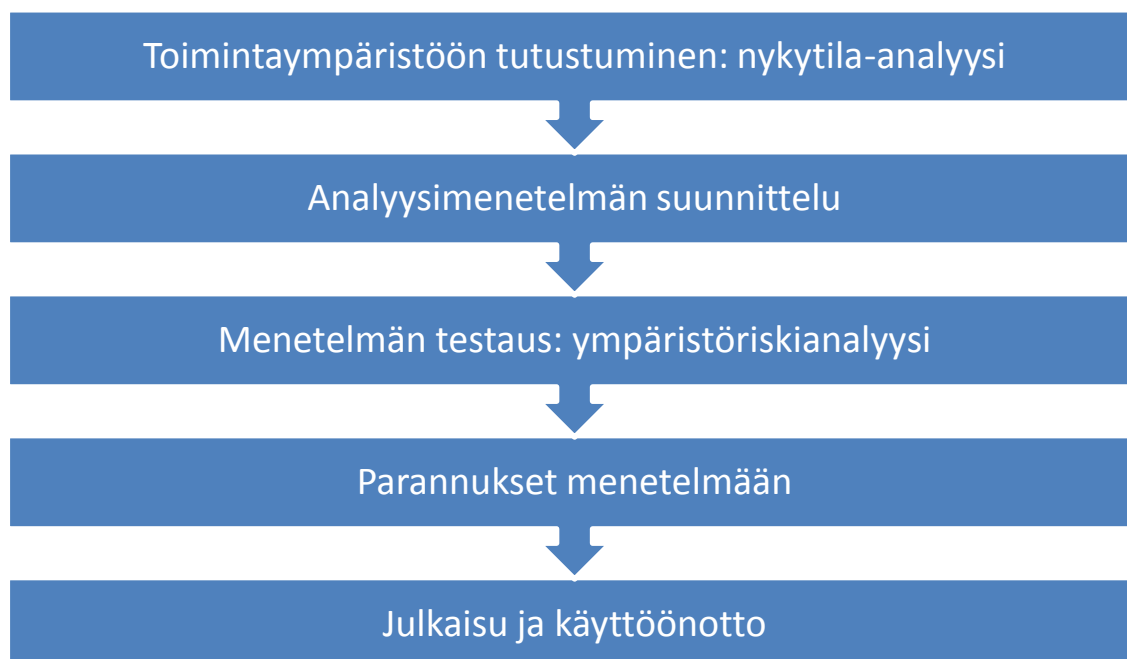 Toimintaympäristöön tutustuminen: nykytila-analyysi
Analyysimenetelmän suunnittelu
Menetelmän testaus: ympäristöriskianalyysi
Parannukset menetelmään
Julkaisu ja käyttöönotto